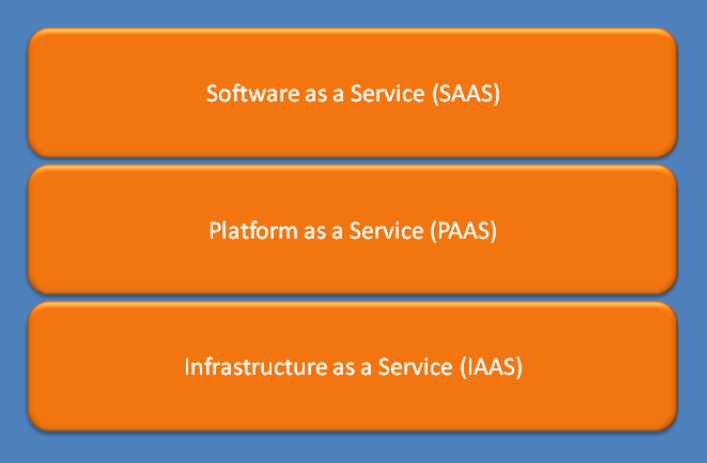 Software as a Service (SAAS)
Platform as a Service (PAAS)
Infrastructure as a Service (IAAS)